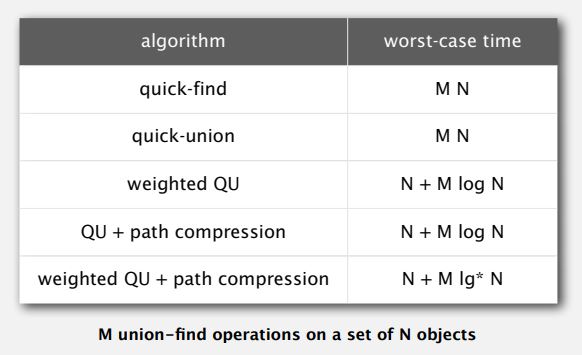 algorithm worst-case time
quick-find M N
quick-union M N
weighted QU N + M log N
QU + path compression N + M log N
weighted QU + path compression N + M lg* N
M union-find operations on a set of N objects